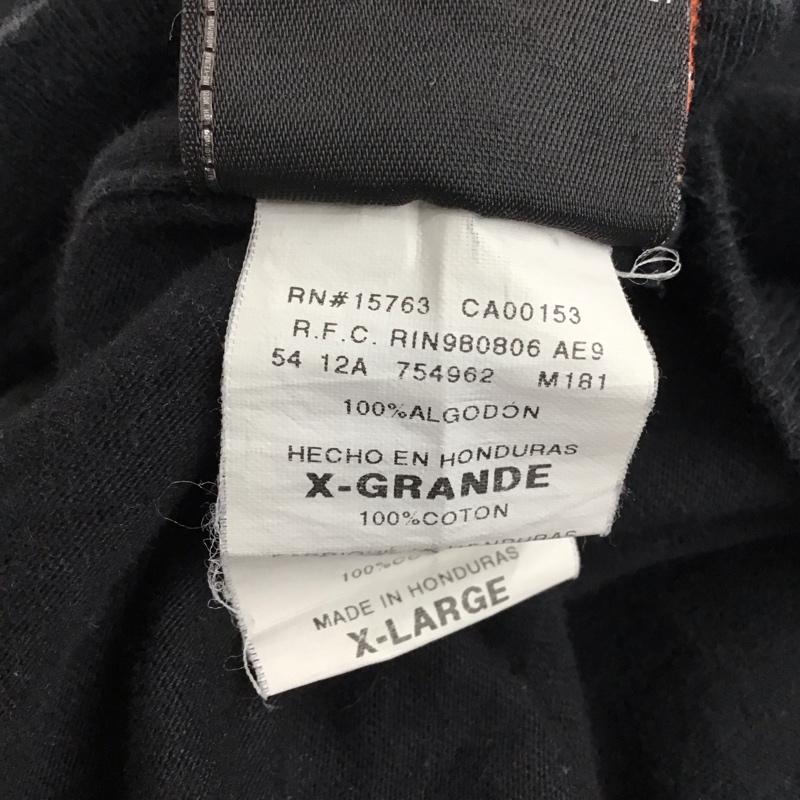 RN#15763 CA00153
R.F.C. RIN980806 AE9
54 12A 754962 M181
100%ALGODÓN
HECHO EN HONDURAS
X-GRANDE
100%COTON
HONDURAS
MADE IN HONDURAS
X-LARGE